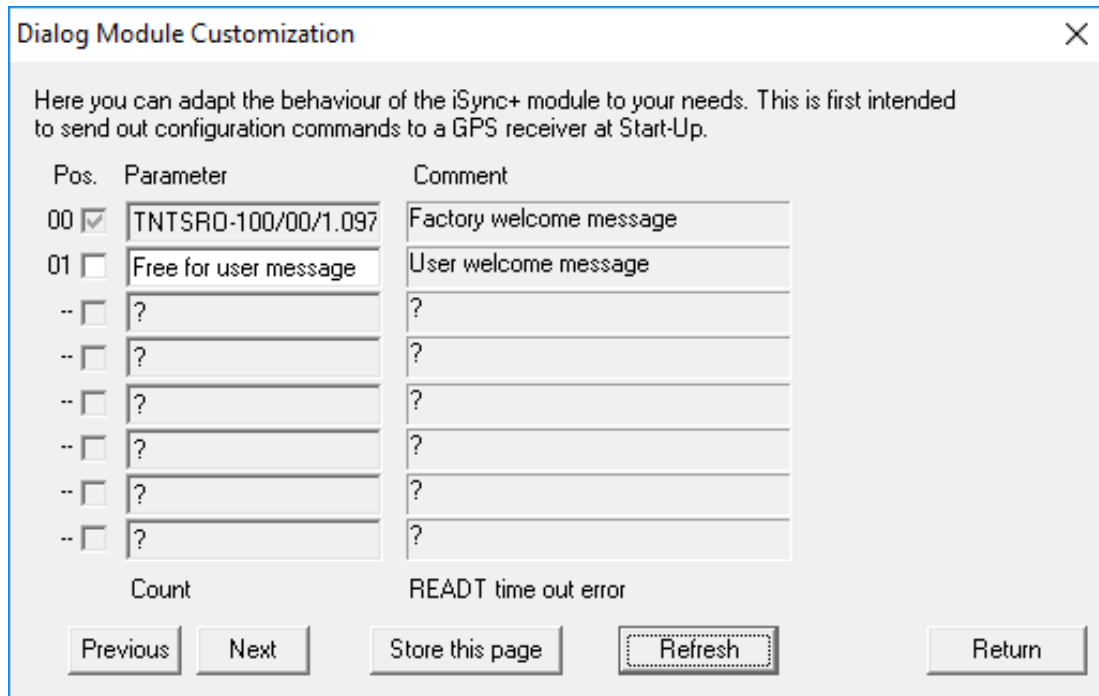 Dialog Module Customization
Here you can adapt the behaviour of the iSync+ module to your needs. This is first intended
to send out configuration commands to a GPS receiver at Start-Up.
Pos. Parameter Comment
00 TNTSRO-100/00/1.097 Factory welcome message
01 Free for user message User welcome message
-- ? ?
-- ? ?
-- ? ?
-- ? ?
-- ? ?
-- ? ?
Count READT time out error
Previous Next Store this page Refresh Return